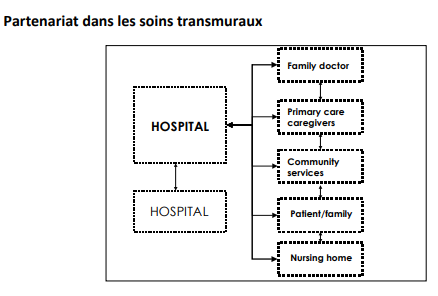 Partenariat dans les soins transmuraux
HOSPITAL
HOSPITAL
Family doctor
Primary care
caregivers
Community
services
Patient/family
Nursing home